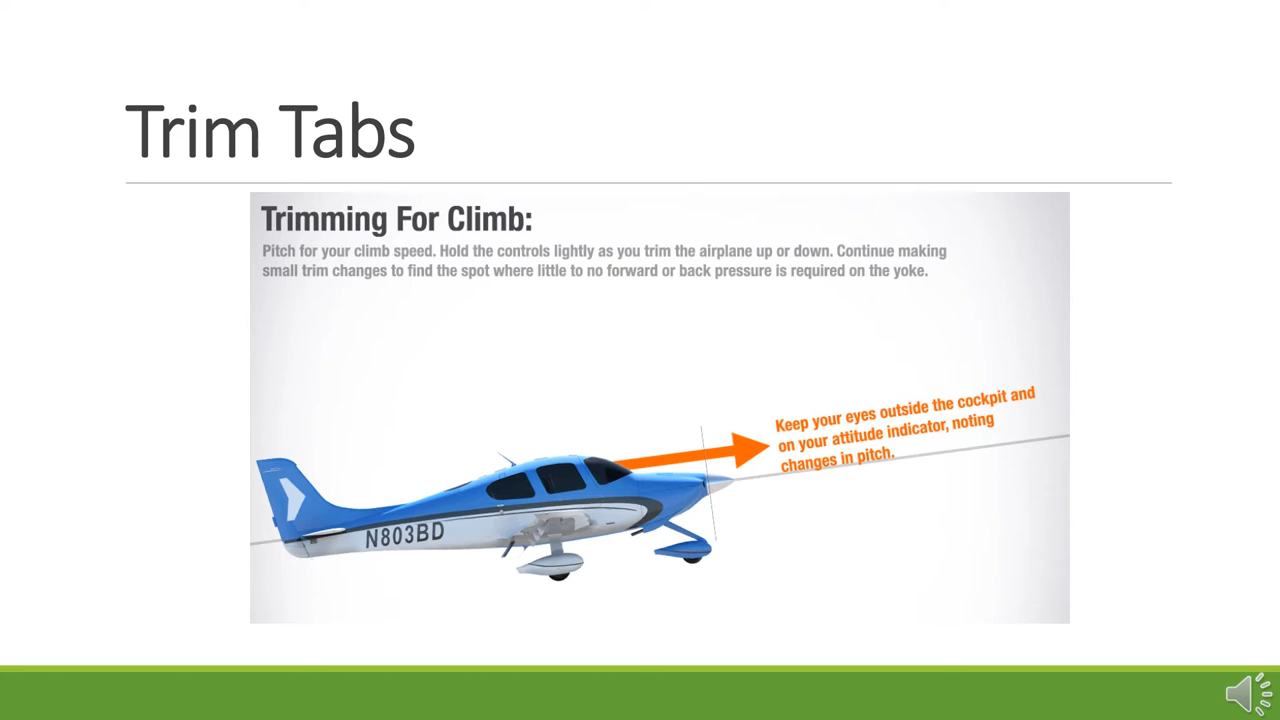 Trim Tabs
Trimming For Climb:
Pitch for your climb speed. Hold the controls lightly as you trim the airplane up or down. Continue making
small trim changes to find the spot where little to no forward or back pressure is required on the yoke.
Keep your eyes outside the cockpit and
on your attitude indicator, noting
changes in pitch.
N803BD